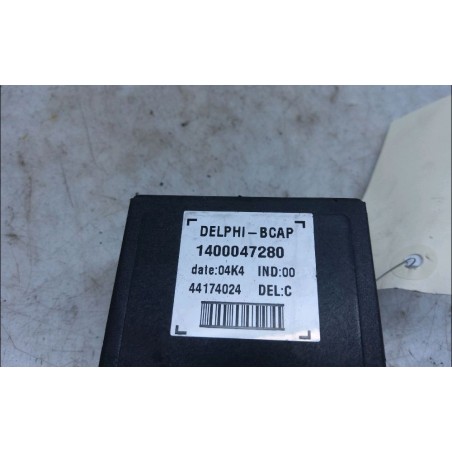 DELPHI-BCAP
1400047280
date:04K4 IND:00
44174024 DEL:C